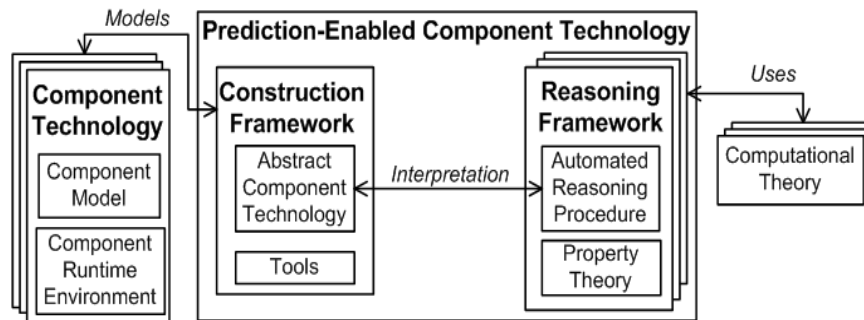 Models
Prediction-Enabled Component Technology
Uses
Component
Technology
Component
Model
Component
Runtime
Environment
Construction
Framework
Abstract
Component
Technology
Tools
Interpretation
Reasoning
Framework
Automated
Reasoning
Procedure
Property
Theory
Computational
Theory